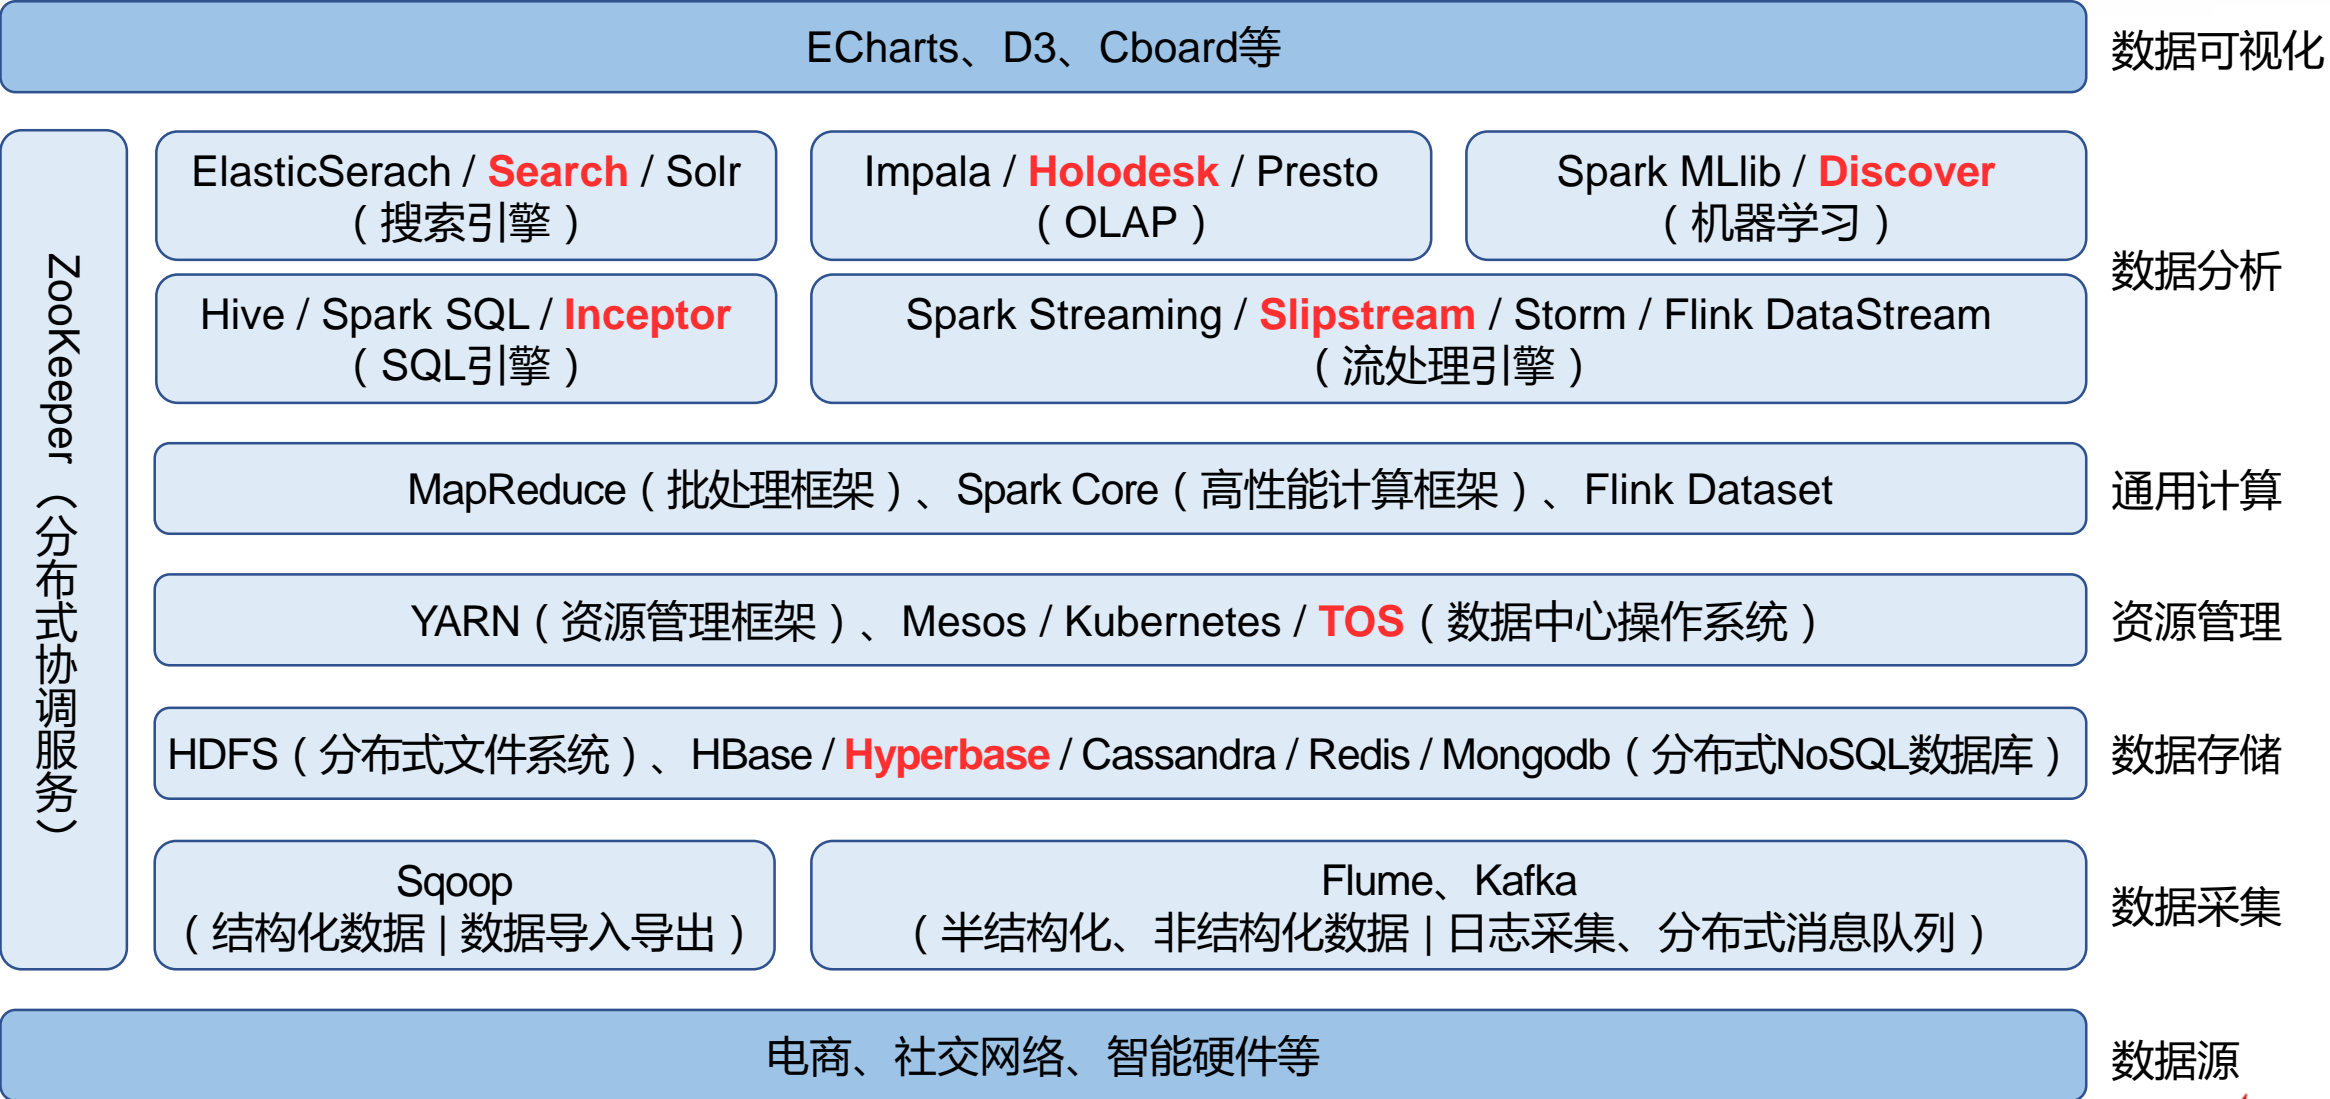 ECharts、D3、Cboard等
数据可视化
ZooKeeper（分布式协调服务）
ElasticSerach / Search / Solr
（搜索引擎）
Impala / Holodesk / Presto
（OLAP）
Spark MLlib / Discover
（机器学习）
数据分析
Hive / Spark SQL / Inceptor
（SQL引擎）
Spark Streaming / Slipstream / Storm / Flink DataStream
（流处理引擎）
MapReduce（批处理框架）、Spark Core（高性能计算框架）、Flink Dataset
通用计算
YARN（资源管理框架）、Mesos / Kubernetes / TOS（数据中心操作系统）
资源管理
HDFS（分布式文件系统）、HBase / Hyperbase / Cassandra / Redis / Mongodb（分布式NoSQL数据库）
数据存储
Sqoop
（结构化数据 | 数据导入导出）
Flume、Kafka
（半结构化、非结构化数据 | 日志采集、分布式消息队列）
数据采集
电商、社交网络、智能硬件等
数据源